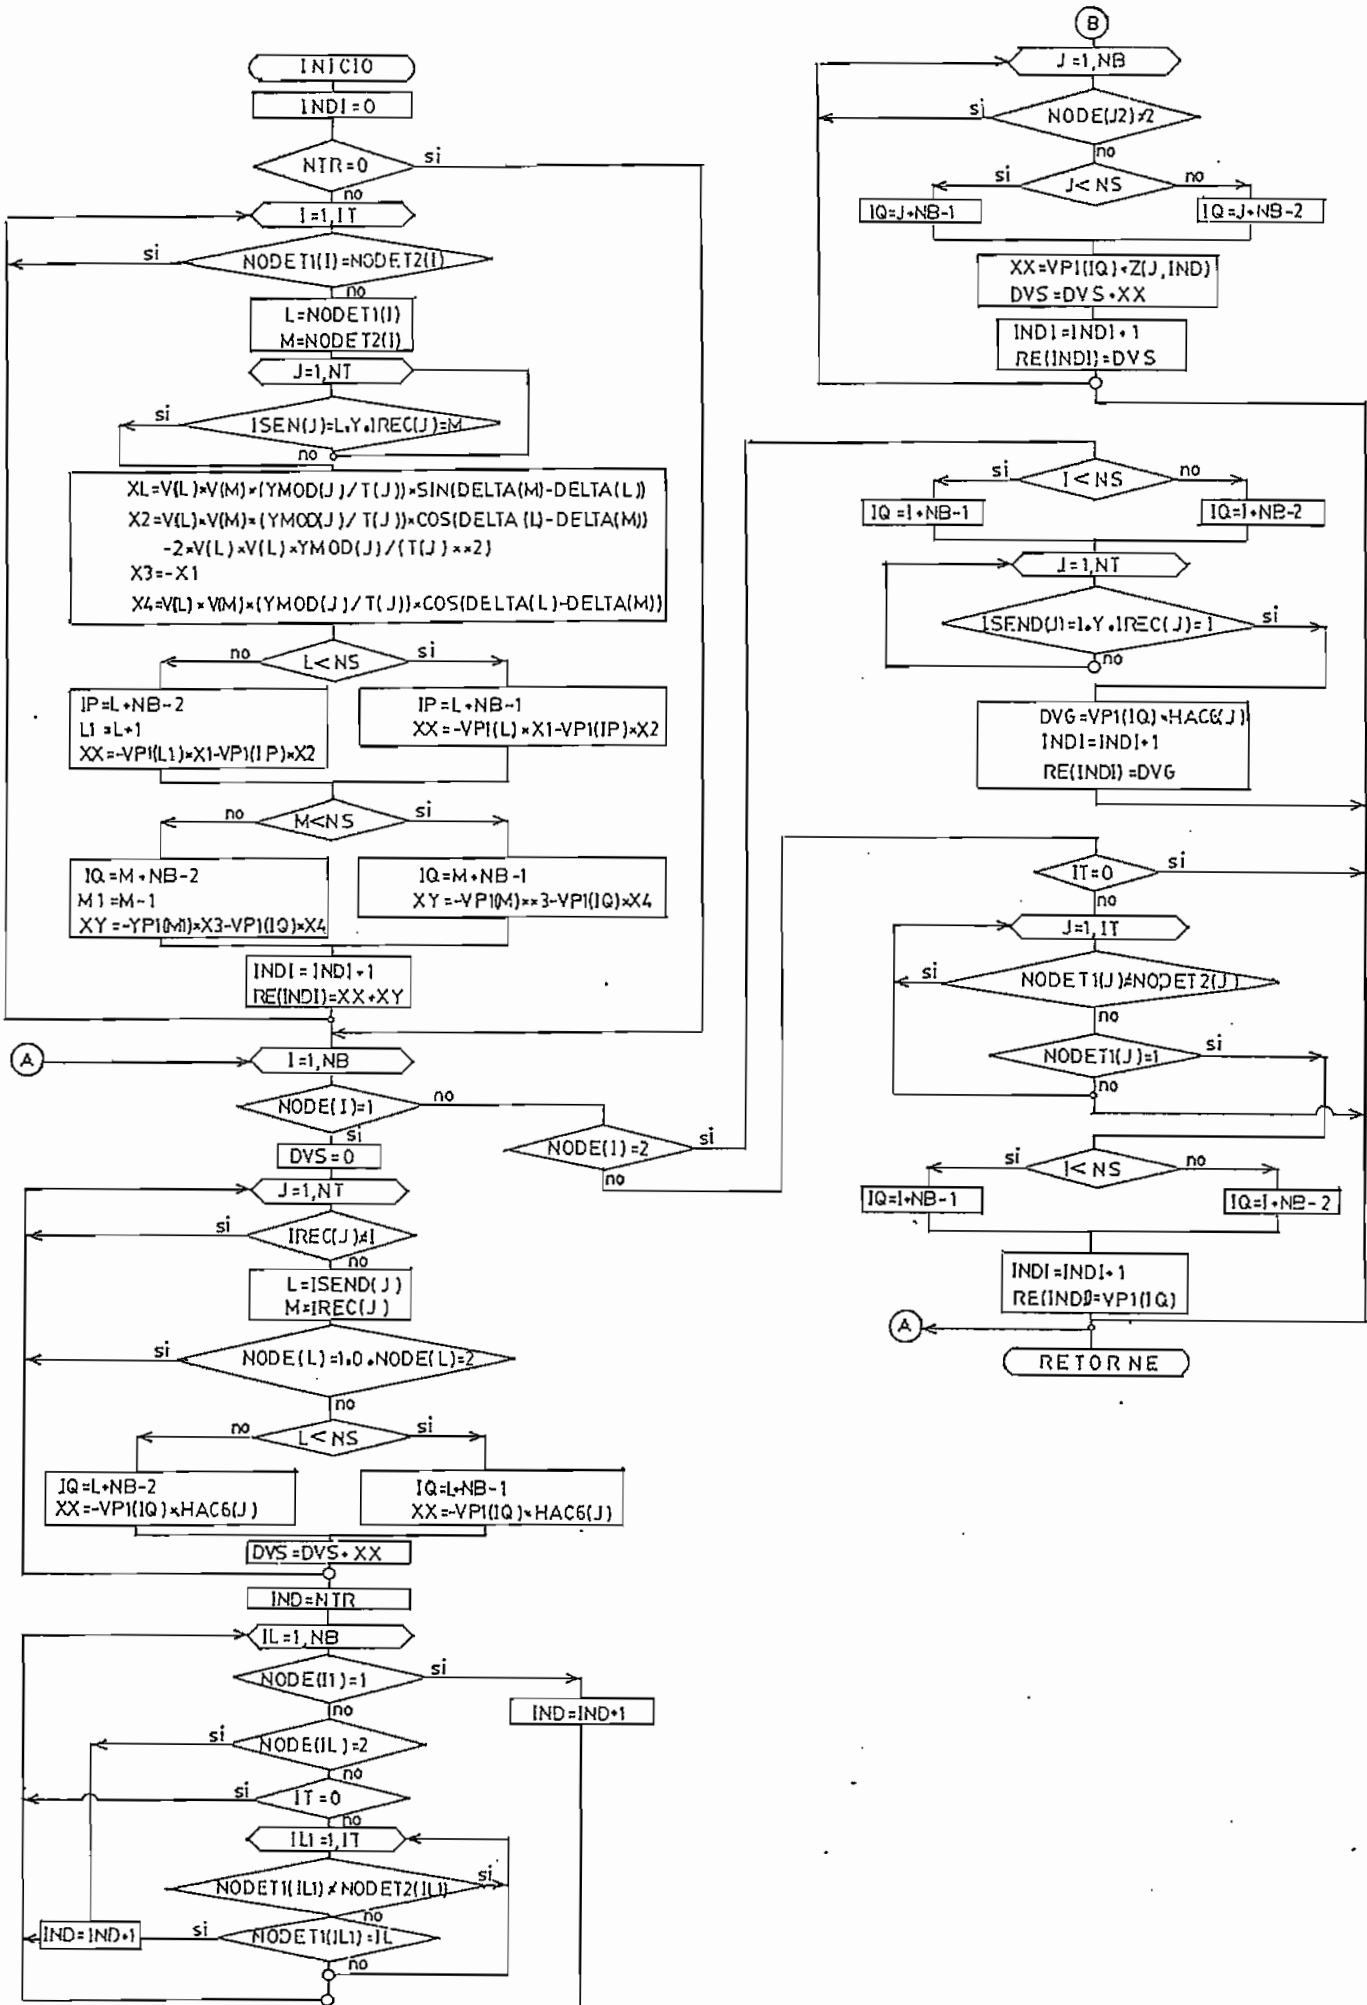 INICIO
INDI=0
NTR=0
si
no
I=1,IT
si
NODET1(I)=NODET2(I)
no
L=NODET1(I)
M=NODET2(I)
J=1,NT
si
ISEN(J)=L.Y.IREC(J)=M
no
XL=V(L)*V(M)*(YMOD(J)/T(J))*SIN(DELTA(M)-DELTA(L))
X2=V(L)*V(M)*(YMOD(J)/T(J))*COS(DELTA(L)-DELTA(M))
-2*V(L)*V(L)*YMOD(J)/(T(J)**2)
X3=-X1
X4=V(L)*V(M)*(YMOD(J)/T(J))*COS(DELTA(L)-DELTA(M))
no
L<NS
si
IP=L+NB-2
L1=L+1
XX=-VP1(L1)*X1-VP1(IP)*X2
IP=L+NB-1
XX=-VP1(L)*X1-VP1(IP)*X2
no
M<NS
si
IQ=M+NB-2
M1=M-1
XY=-YP1(M1)*X3-VP1(IQ)*X4
IQ=M+NB-1
XY=-VP1(M)**3-VP1(IQ)*X4
INDI=INDI+1
RE(INDI)=XX+XY
A
I=1,NB
NODE(I)=1
no
si
DVS=0
NODE(I)=2
si
no
J=1,NT
si
IREC(J)≠I
no
L=ISEND(J)
M=IREC(J)
si
NODE(L)=1.O.NODE(L)=2
no
no
L<NS
si
IQ=L+NB-2
XX=-VP1(IQ)*HAC6(J)
IQ=L+NB-1
XX=-VP1(IQ)*HAC6(J)
DVS=DVS+XX
IND=NTR
IL=1,NB
NODE(I1)=1
si
no
IND=IND+1
si
NODE(IL)=2
no
si
IT=0
no
IL1=1,IT
NODET1(IL1)≠NODET2(IL1)
si
no
IND=IND+1
si
NODET1(IL1)=IL
no
B
J=1,NB
si
NODE(J2)≠2
no
si
J<NS
no
IQ=J+NB-1
IQ=J+NB-2
XX=VP1(IQ)*Z(J,IND)
DVS=DVS+XX
INDI=INDI+1
RE(INDI)=DVS
si
I<NS
no
IQ=I+NB-1
IQ=I+NB-2
J=1,NT
ISEND(J)=1.Y.IREC(J)=1
si
no
DVG=VP1(IQ)*HAC6(J)
INDI=INDI+1
RE(INDI)=DVG
IT=0
si
no
J=1,IT
si
NODET1(J)≠NODET2(J)
no
NODET1(J)=1
si
no
si
I<NS
no
IQ=I+NB-1
IQ=I+NB-2
INDI=INDI+1
RE(INDI)=VP1(IQ)
A
RETORNE